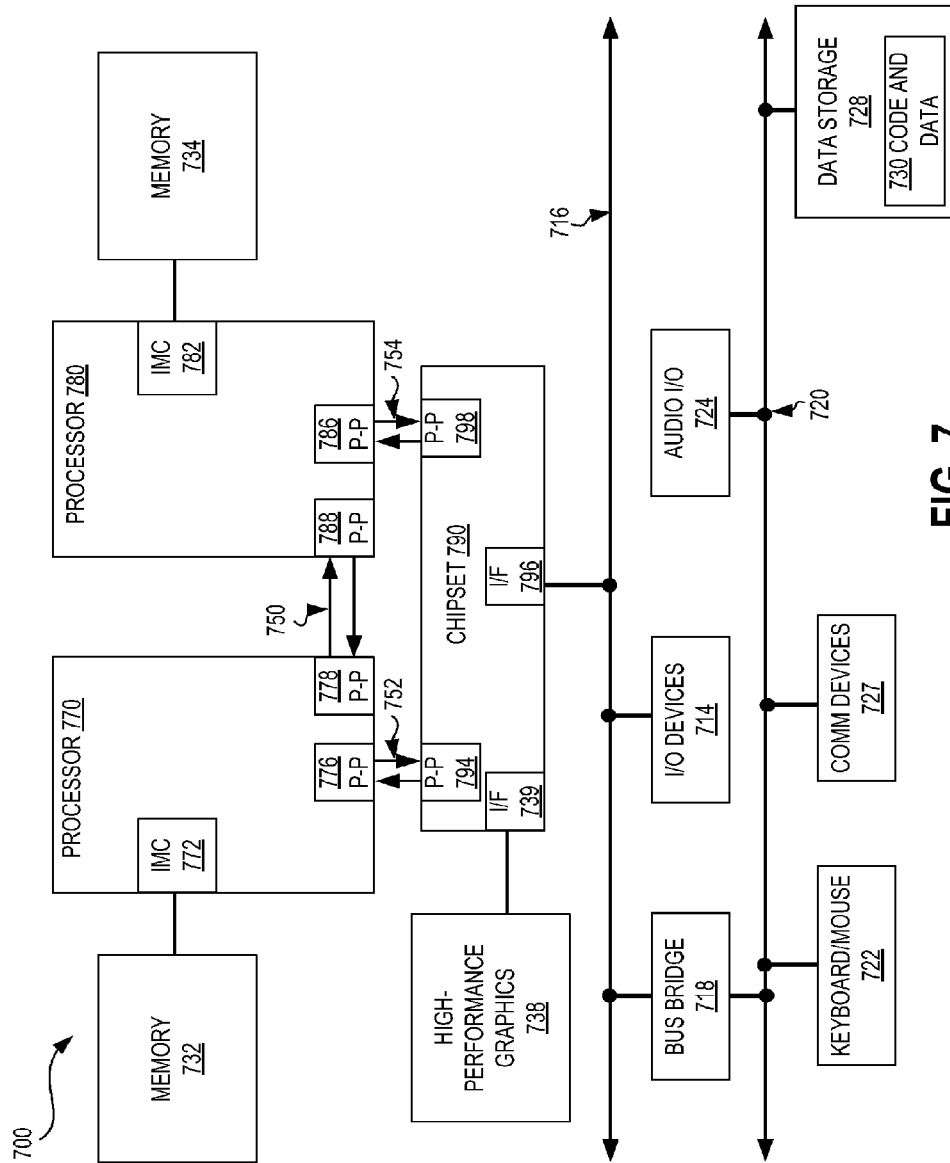 700
MEMORY
732
PROCESSOR 770
IMC
772
776
P-P
778
P-P
750
PROCESSOR 780
IMC
782
788
P-P
786
P-P
MEMORY
734
752
754
HIGH-
PERFORMANCE
GRAPHICS
738
P-P
794
I/F
739
CHIPSET 790
I/F
796
P-P
798
716
BUS BRIDGE
718
I/O DEVICES
714
AUDIO I/O
724
720
KEYBOARD/MOUSE
722
COMM DEVICES
727
DATA STORAGE
728
730 CODE AND
DATA
FIG. 7